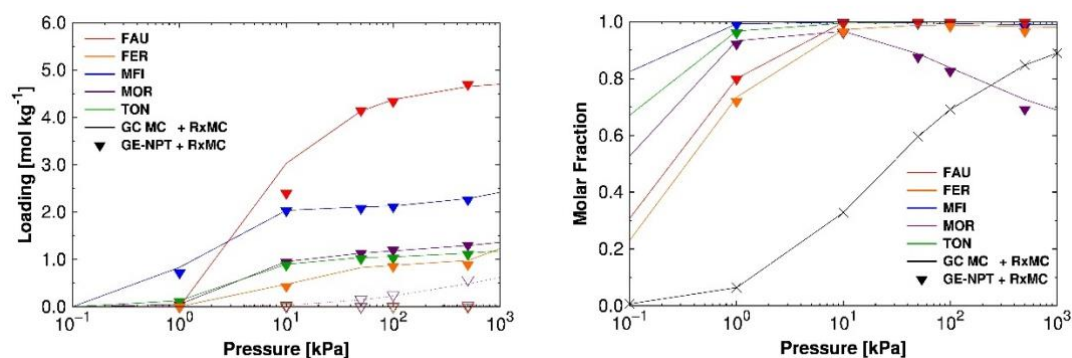 6.0
5.0
4.0
3.0
2.0
1.0
0.0
Loading [mol kg⁻¹]
FAU
FER
MFI
MOR
TON
GC MC + RxMC
GE-NPT + RxMC
10⁻¹ 10⁰ 10¹ 10² 10³
Pressure [kPa]
1.0
0.8
0.6
0.4
0.2
0.0
Molar Fraction
FAU
FER
MFI
MOR
TON
GC MC + RxMC
GE-NPT + RxMC
10⁻¹ 10⁰ 10¹ 10² 10³
Pressure [kPa]